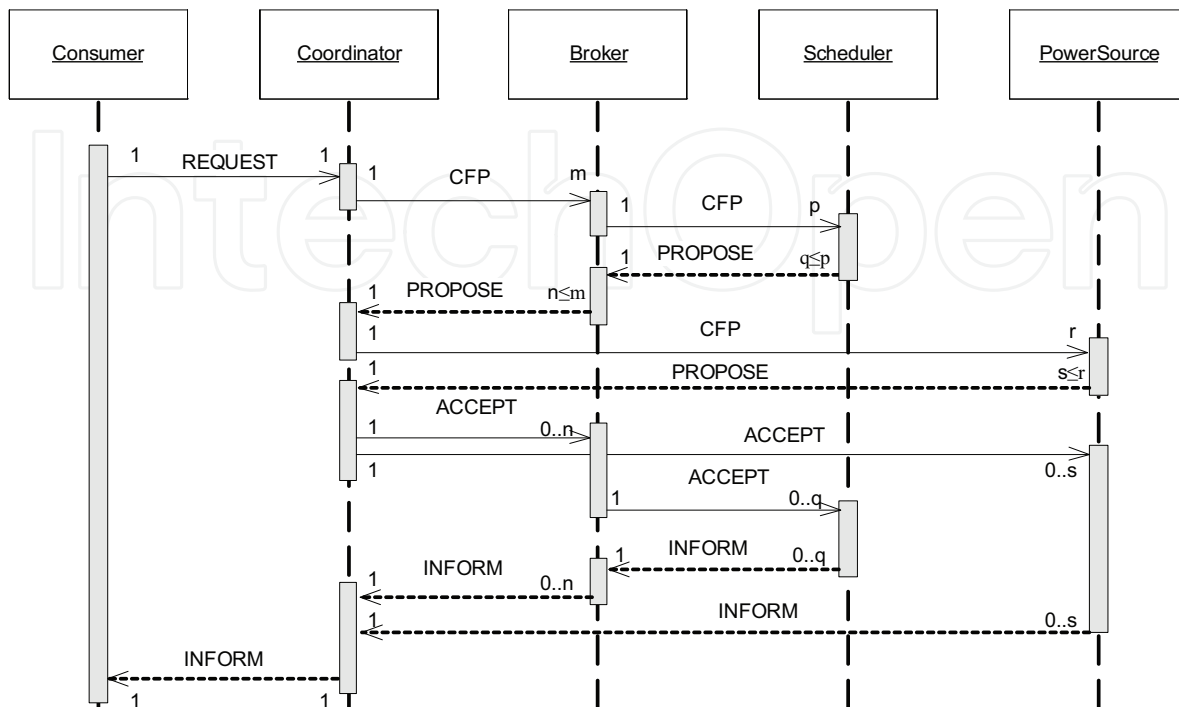 Consumer
Coordinator
Broker
Scheduler
PowerSource
IntechOpen
1 REQUEST 1
1 CFP m
1 CFP p
1 PROPOSE q≤p
1 PROPOSE n≤m
1 CFP r
1 PROPOSE s≤r
ACCEPT
1 0..n
ACCEPT
1 0..s
ACCEPT
1 0..q
1 INFORM 0..q
1 INFORM 0..n
1 INFORM 0..s
INFORM
1 1